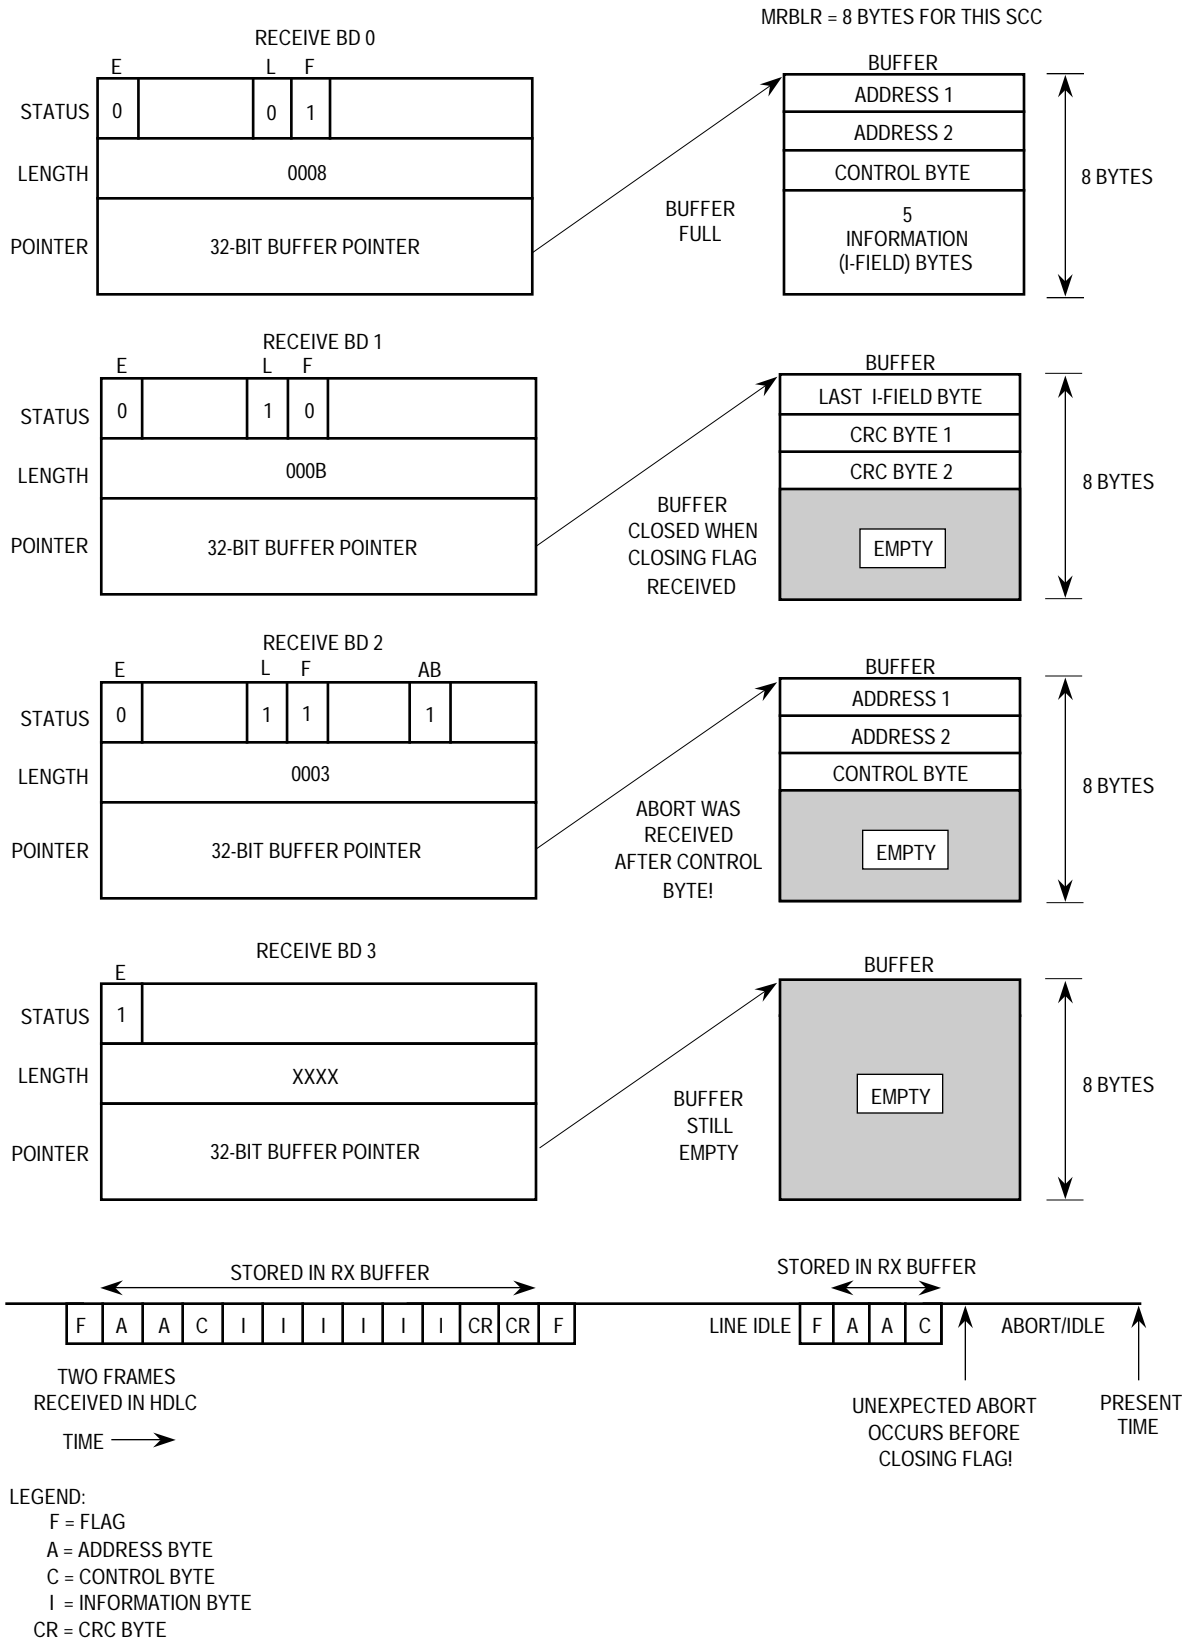 MRBLR = 8 BYTES FOR THIS SCC
RECEIVE BD 0
E L F
STATUS 0 0 1
LENGTH 0008
POINTER 32-BIT BUFFER POINTER
BUFFER
FULL
BUFFER
ADDRESS 1
ADDRESS 2
CONTROL BYTE
5
INFORMATION
(I-FIELD) BYTES
8 BYTES
RECEIVE BD 1
E L F
STATUS 0 1 0
LENGTH 000B
POINTER 32-BIT BUFFER POINTER
BUFFER
CLOSED WHEN
CLOSING FLAG
RECEIVED
BUFFER
LAST I-FIELD BYTE
CRC BYTE 1
CRC BYTE 2
EMPTY
8 BYTES
RECEIVE BD 2
E L F AB
STATUS 0 1 1 1
LENGTH 0003
POINTER 32-BIT BUFFER POINTER
ABORT WAS
RECEIVED
AFTER CONTROL
BYTE!
BUFFER
ADDRESS 1
ADDRESS 2
CONTROL BYTE
EMPTY
8 BYTES
RECEIVE BD 3
E
STATUS 1
LENGTH XXXX
POINTER 32-BIT BUFFER POINTER
BUFFER
STILL
EMPTY
BUFFER
EMPTY
8 BYTES
STORED IN RX BUFFER STORED IN RX BUFFER
F A A C I I I I I I CR CR F LINE IDLE F A A C ABORT/IDLE
TWO FRAMES
RECEIVED IN HDLC
TIME
UNEXPECTED ABORT
OCCURS BEFORE
CLOSING FLAG!
PRESENT
TIME
LEGEND:
F = FLAG
A = ADDRESS BYTE
C = CONTROL BYTE
I = INFORMATION BYTE
CR = CRC BYTE